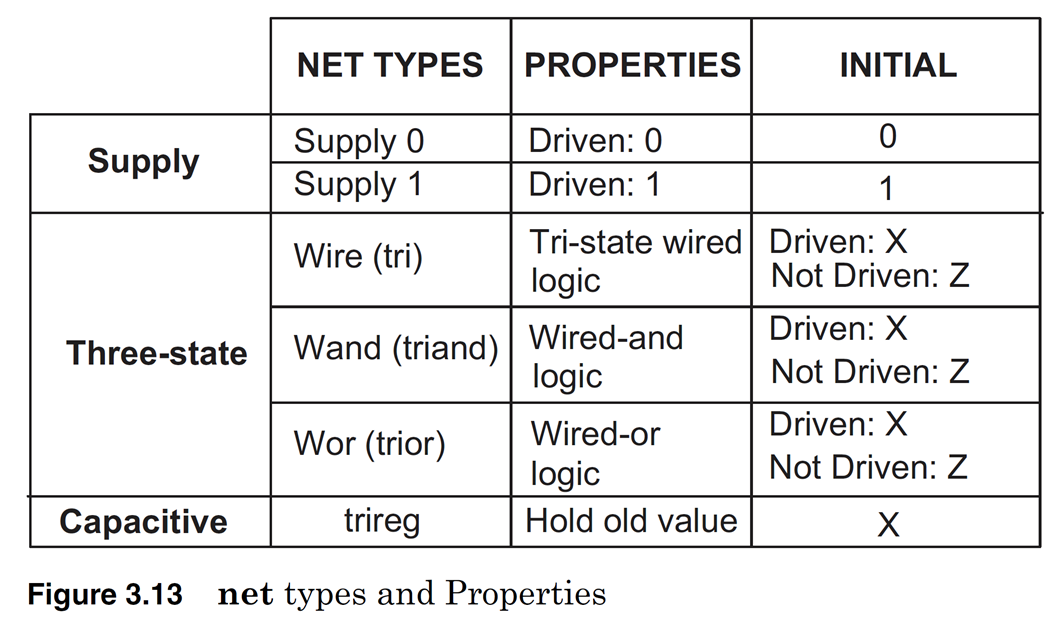 NET TYPES PROPERTIES INITIAL
Supply
Supply 0 Driven: 0 0
Supply 1 Driven: 1 1
Three-state
Wire (tri)
Tri-state wired
logic
Driven: X
Not Driven: Z
Wand (triand)
Wired-and
logic
Driven: X
Not Driven: Z
Wor (trior)
Wired-or
logic
Driven: X
Not Driven: Z
Capacitive trireg Hold old value X
Figure 3.13 net types and Properties